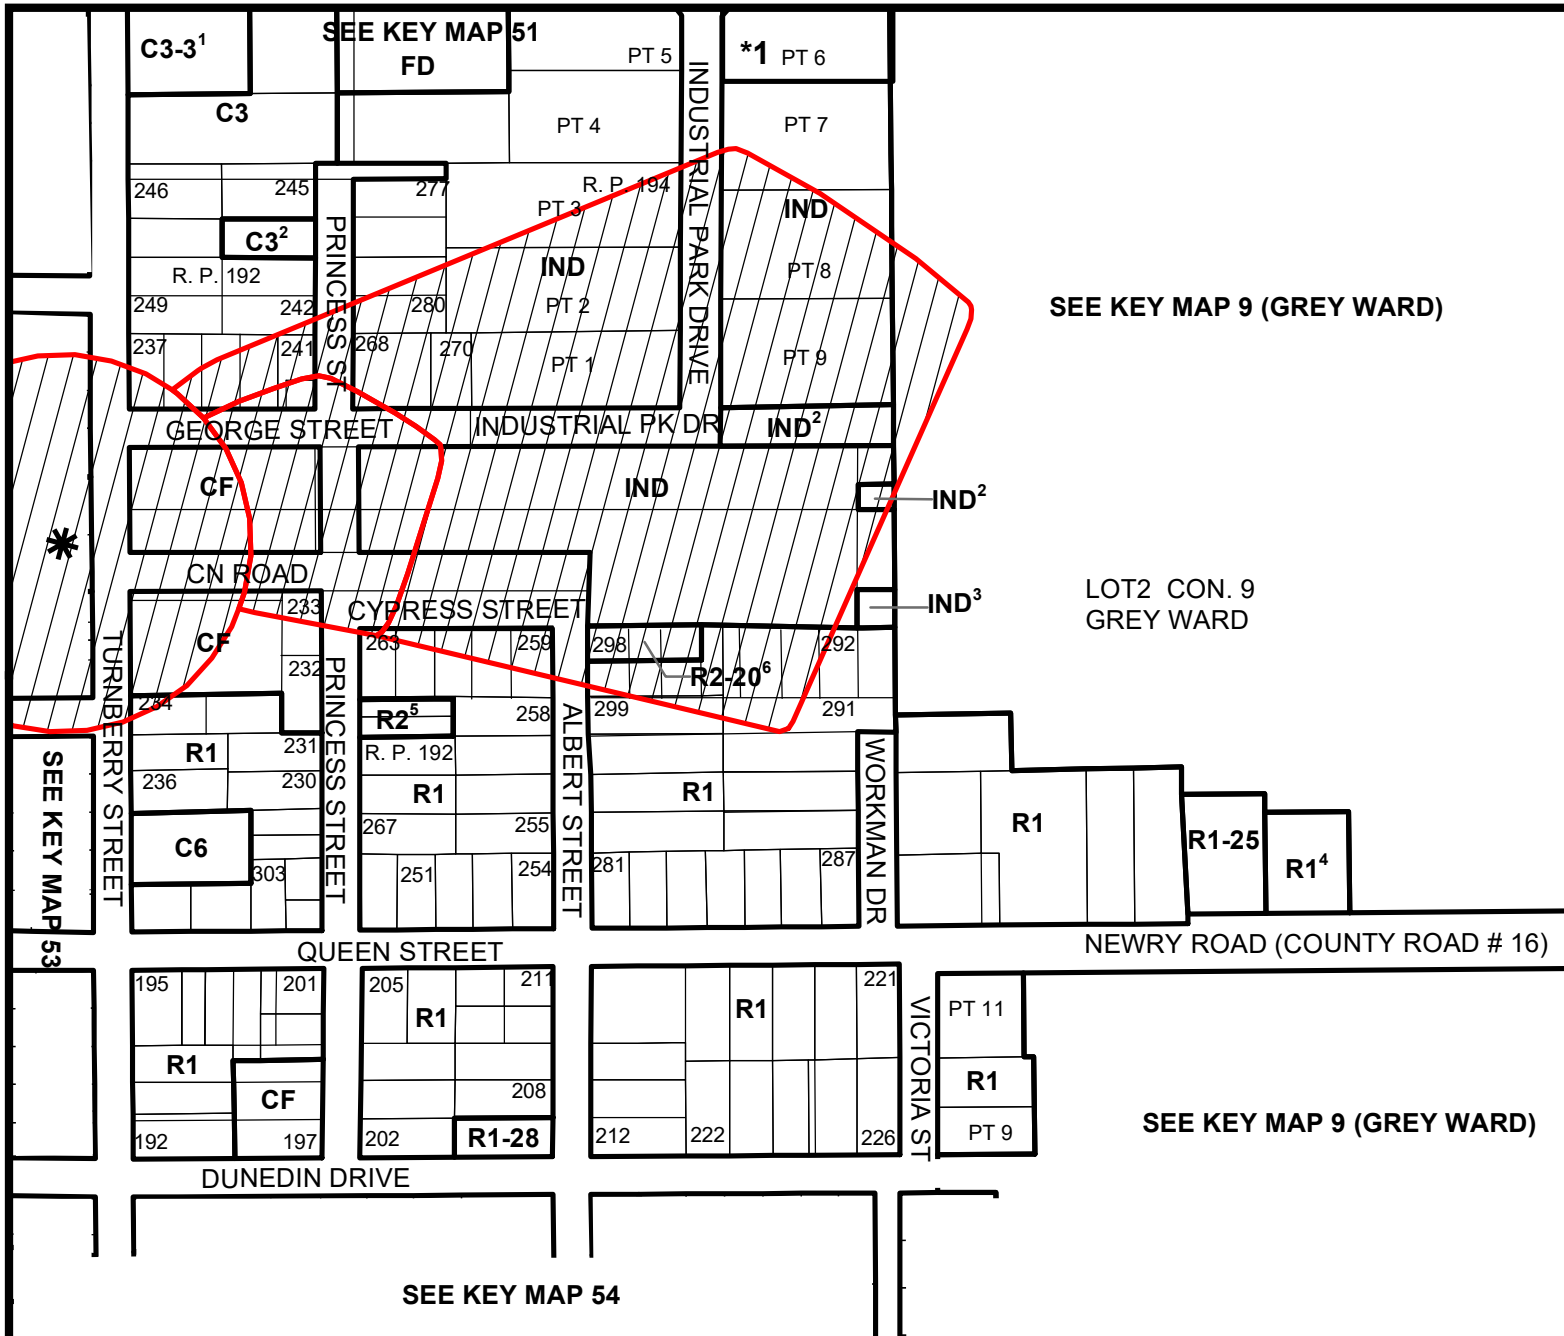 SEE KEY MAP 51
C3-3¹
FD
PT 5
*1 PT 6
C3
PT 4
PT 7
INDUSTRIAL PARK DRIVE
246
245
277
R. P. 194
PT 3
IND
C3²
PRINCESS ST
R. P. 192
IND
PT 8
249
242
280
PT 2
SEE KEY MAP 9 (GREY WARD)
237
241
268
270
PT 1
PT 9
GEORGE STREET
INDUSTRIAL PK DR
IND²
CF
IND
IND²
CN ROAD
CYPRESS STREET
IND³
LOT2 CON. 9
GREY WARD
233
CF
263
259
298
292
232
R2-20⁶
TURNBERRY STREET
PRINCESS STREET
234
R2⁵
258
ALBERT STREET
299
291
R1
231
R. P. 192
WORKMAN DR
SEE KEY MAP 53
236
230
R1
R1
R1
267
255
C6
R1-25
303
251
254
281
287
R1⁴
QUEEN STREET
NEWRY ROAD (COUNTY ROAD # 16)
195
201
205
211
221
R1
R1
VICTORIA ST
PT 11
R1
R1
CF
208
192
197
202
R1-28
212
222
226
PT 9
SEE KEY MAP 9 (GREY WARD)
DUNEDIN DRIVE
SEE KEY MAP 54